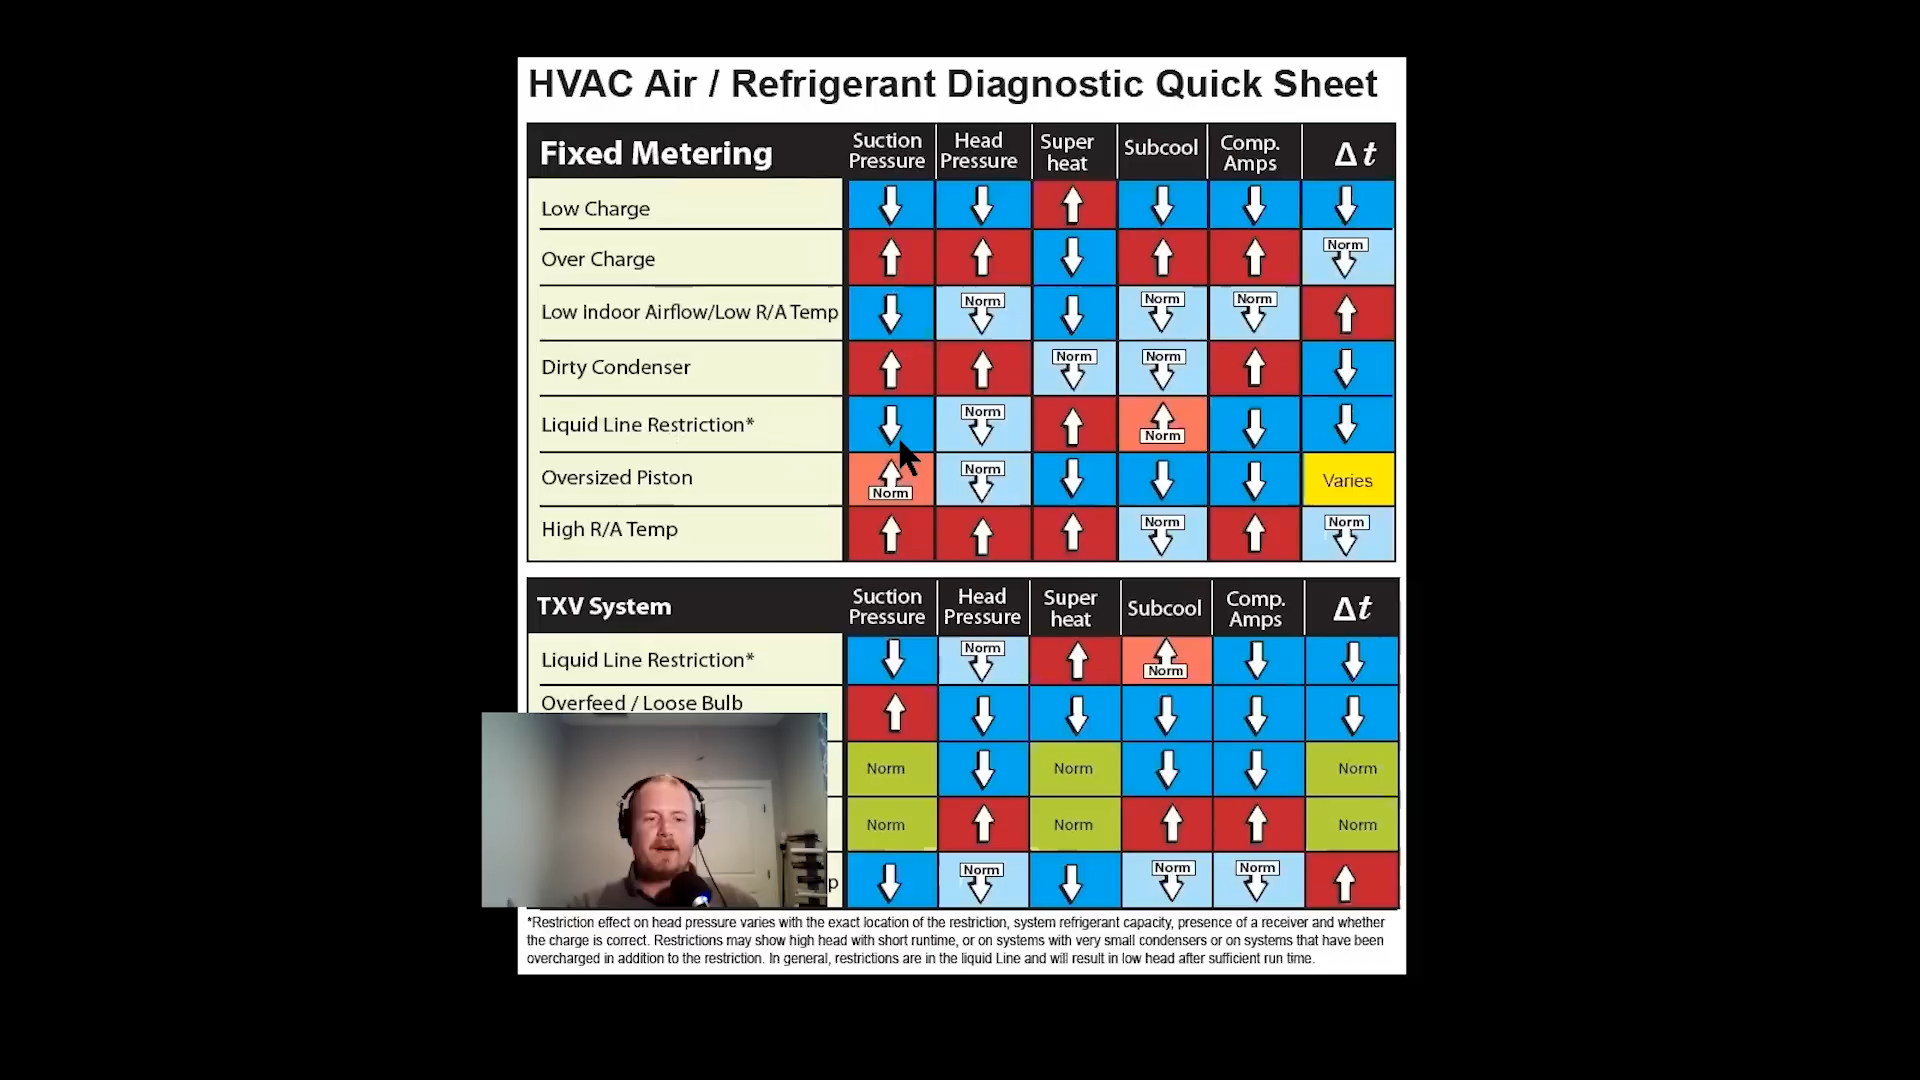 HVAC Air / Refrigerant Diagnostic Quick Sheet
Fixed Metering Suction Pressure Head Pressure Super heat Subcool Comp. Amps Δt
Low Charge
Over Charge Norm
Low Indoor Airflow/Low R/A Temp Norm Norm Norm
Dirty Condenser Norm Norm
Liquid Line Restriction* Norm Norm
Oversized Piston Norm Norm Varies
High R/A Temp Norm Norm
TXV System Suction Pressure Head Pressure Super heat Subcool Comp. Amps Δt
Liquid Line Restriction* Norm Norm
Overfeed / Loose Bulb
Norm Norm Norm
Norm Norm Norm
p Norm Norm Norm
*Restriction effect on head pressure varies with the exact location of the restriction, system refrigerant capacity, presence of a receiver and whether
the charge is correct. Restrictions may show high head with short runtime, or on systems with very small condensers or on systems that have been
overcharged in addition to the restriction. In general, restrictions are in the liquid Line and will result in low head after sufficient run time.